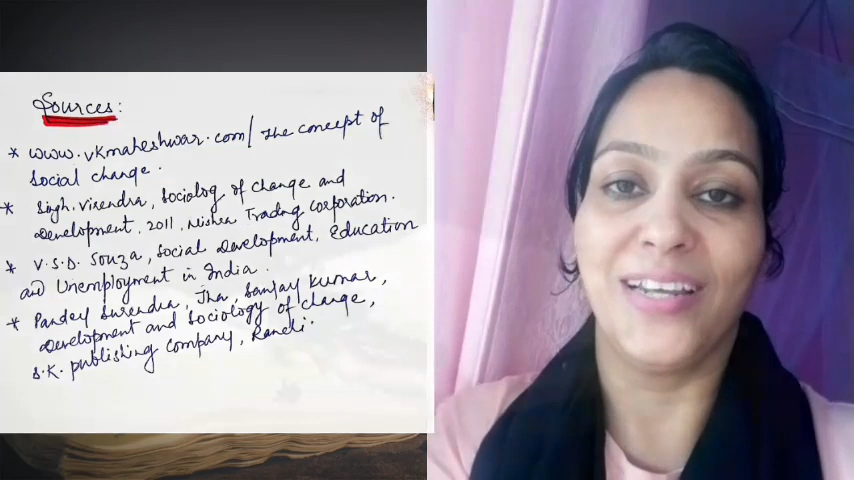 Sources:
* www.vkmaheshwar.com/ The concept of
Social change.
* Singh. Virendra, Sociolog of change and
Development, 2011, Mishra Tradng corporation.
* V.S.D. Souza, Social Development, Education
and Unemployment in India.
* Pandey Surendra, Jha, Sanjay Kumar,
Development and Sociology of change,
S.K. publishing company, Ranchi.